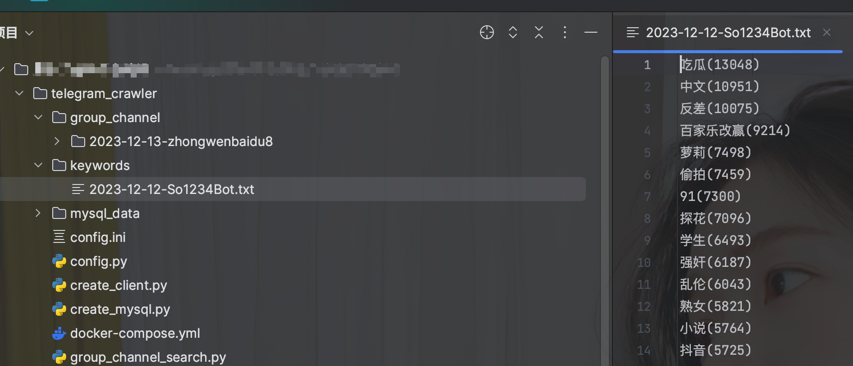 项目
2023-12-12-So1234Bot.txt
telegram_crawler
group_channel
2023-12-13-zhongwenbaidu8
keywords
2023-12-12-So1234Bot.txt
mysql_data
config.ini
config.py
create_client.py
create_mysql.py
docker-compose.yml
group_channel_search.py
1 吃瓜(13048)
2 中文(10951)
3 反差(10075)
4 百家乐改赢(9214)
5 萝莉(7498)
6 偷拍(7459)
7 91(7300)
8 探花(7096)
9 学生(6493)
10 强奸(6187)
11 乱伦(6043)
12 熟女(5821)
13 小说(5764)
14 抖音(5725)